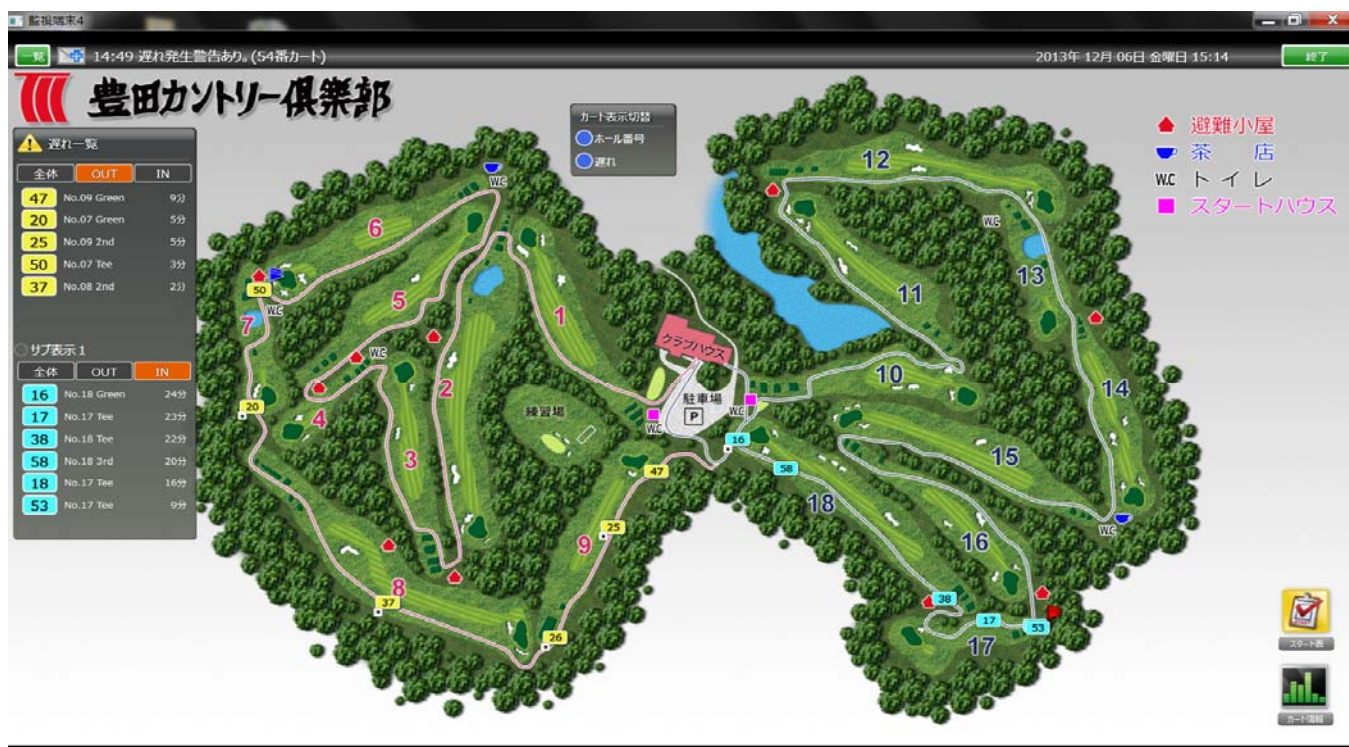 監視端末4
一覧
14:49 遅れ発生警告あり。(54番カート)
2013年 12月 06日 金曜日 15:14
終了
豊田カントリー倶楽部
カート表示切替
ホール番号
遅れ
避難小屋
茶 店
W.C トイレ
スタートハウス
遅れ一覧
全体 OUT IN
47 No.09 Green 9分
20 No.07 Green 5分
25 No.09 2nd 5分
50 No.07 Tee 3分
37 No.08 2nd 2分
サブ表示 1
全体 OUT IN
16 No.18 Green 24分
17 No.17 Tee 23分
38 No.18 Tee 22分
58 No.18 3rd 20分
18 No.17 Tee 16分
53 No.17 Tee 9分
W.C
6
5
1
50
W.C
7
W.C
2
4
3
20
練習場
クラブハウス
駐車場
P
W.C
W.C
47
25
9
8
37
26
12
W.C
13
11
10
14
15
16
58
18
16
W.C
38
17
53
17
スタート表
カート情報